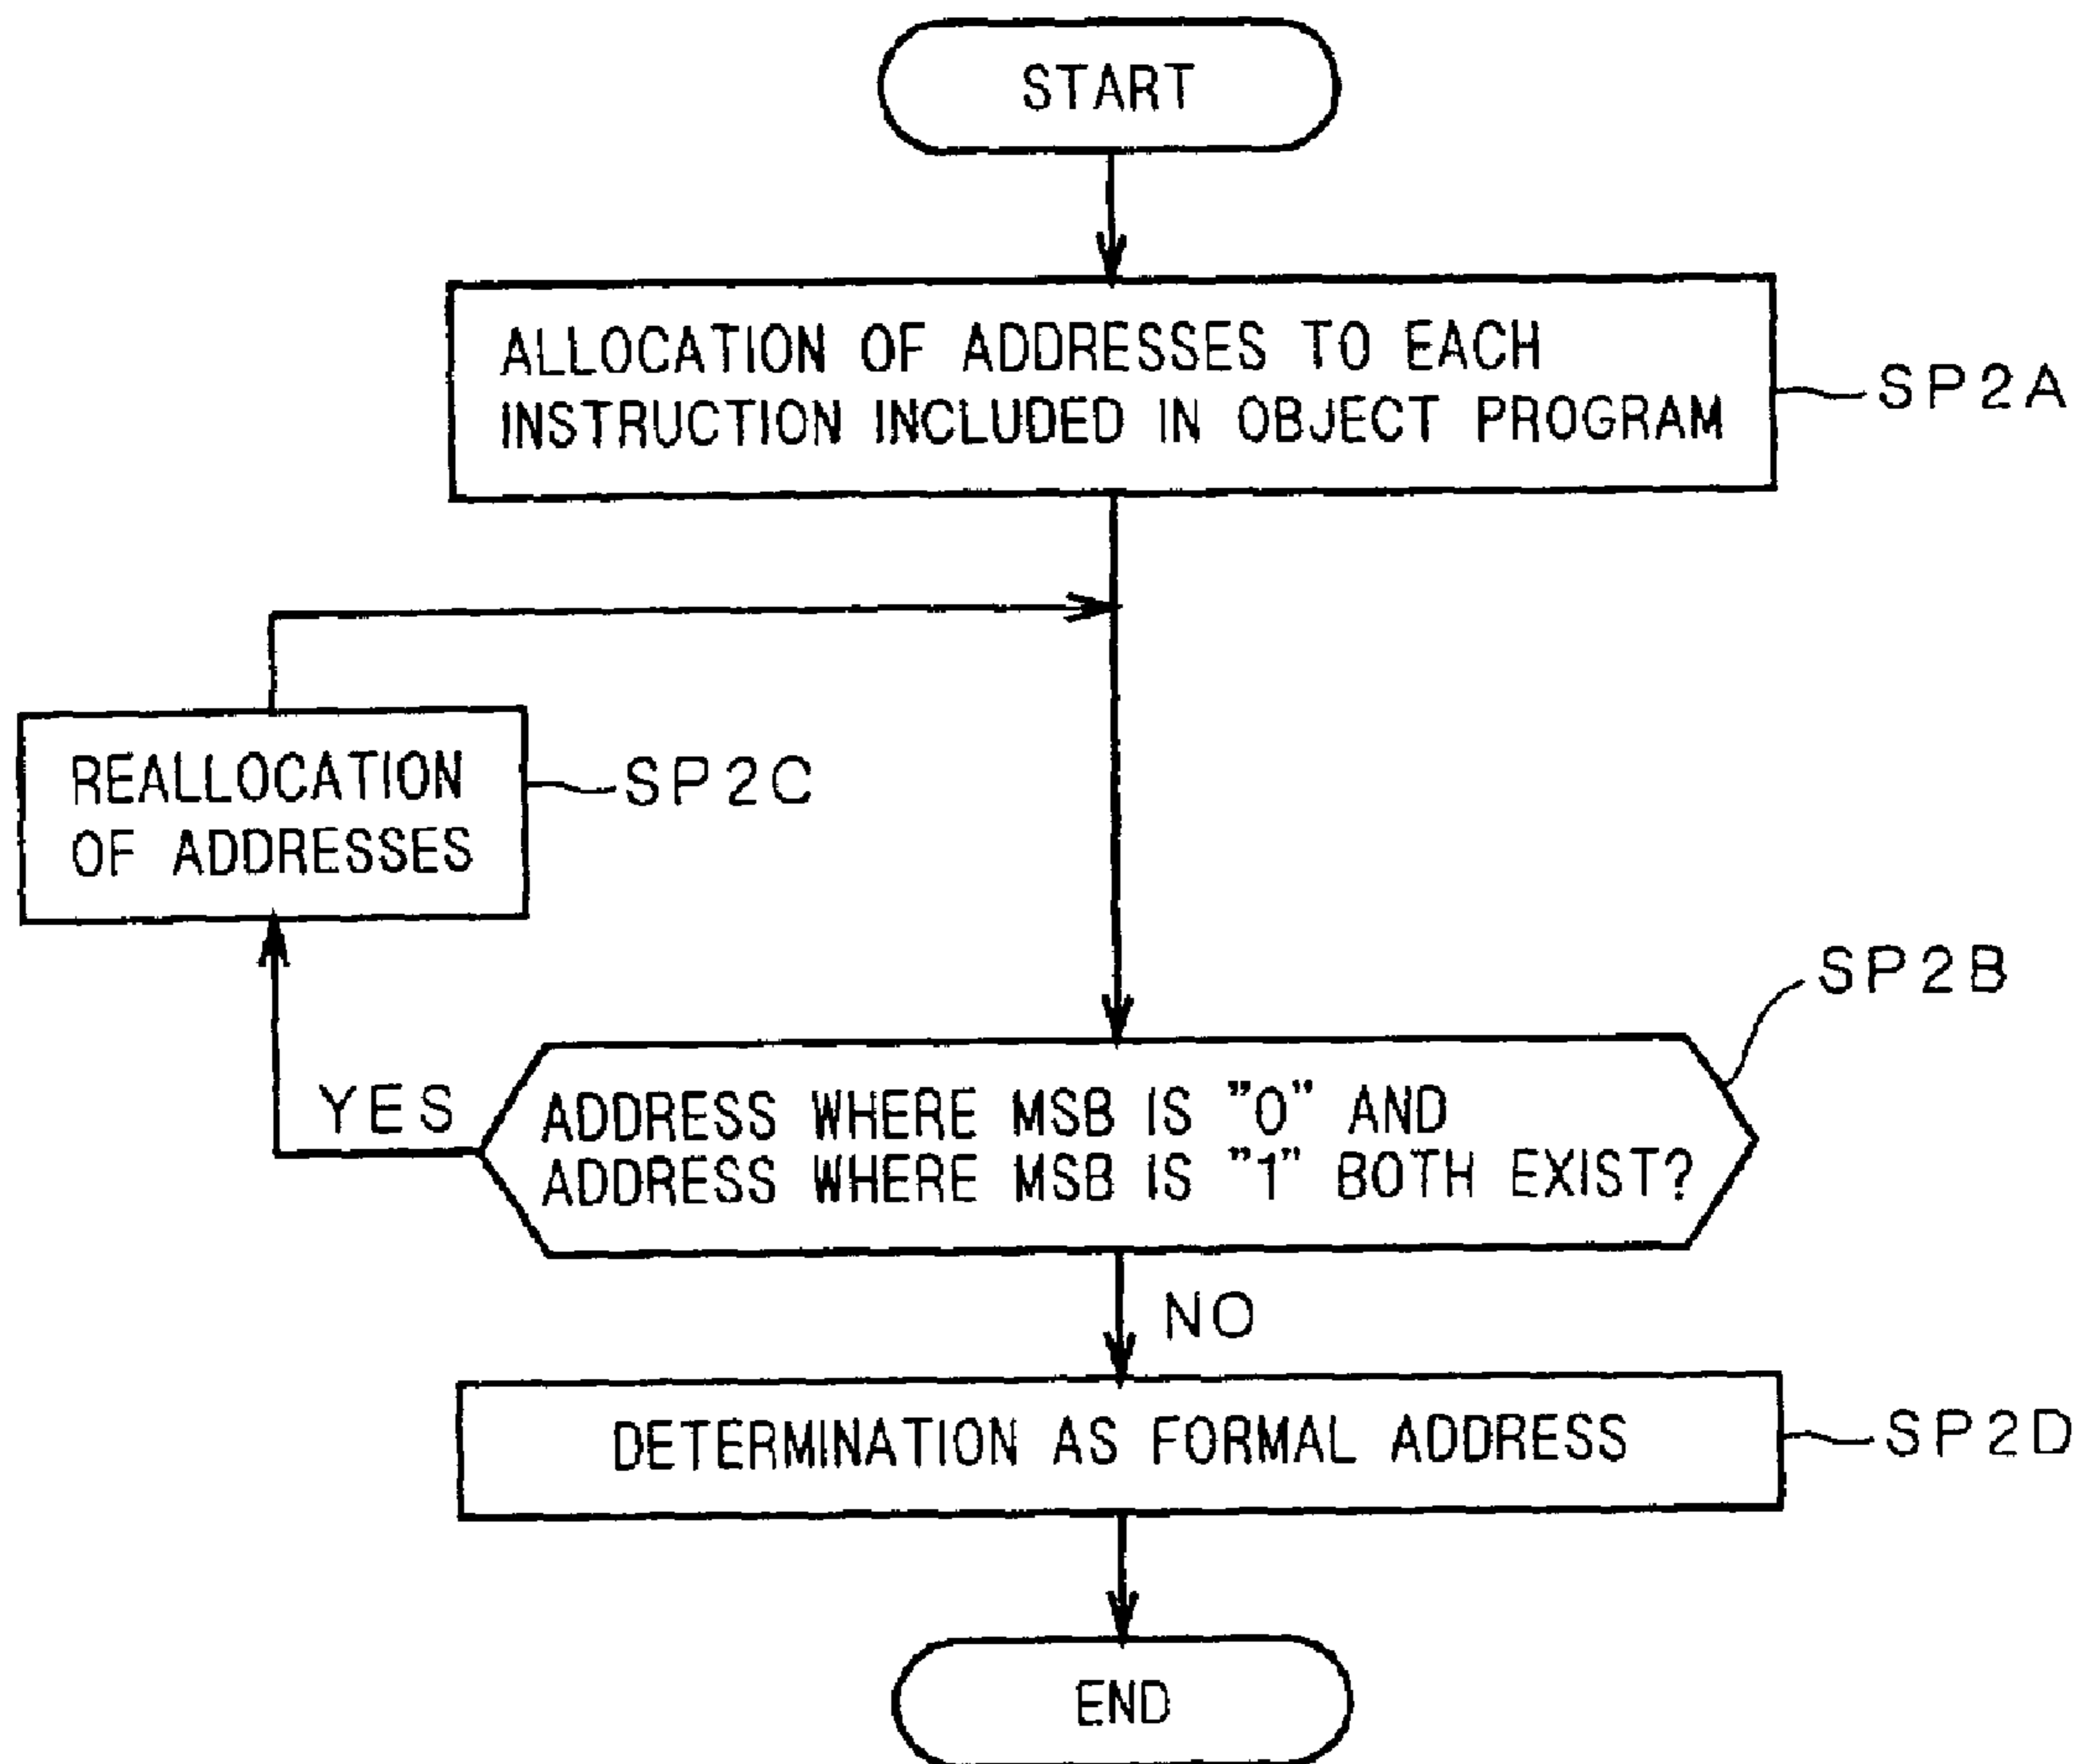 START
ALLOCATION OF ADDRESSES TO EACH
INSTRUCTION INCLUDED IN OBJECT PROGRAM
SP2A
REALLOCATION
OF ADDRESSES
SP2C
SP2B
YES
ADDRESS WHERE MSB IS "0" AND
ADDRESS WHERE MSB IS "1" BOTH EXIST?
NO
DETERMINATION AS FORMAL ADDRESS
SP2D
END